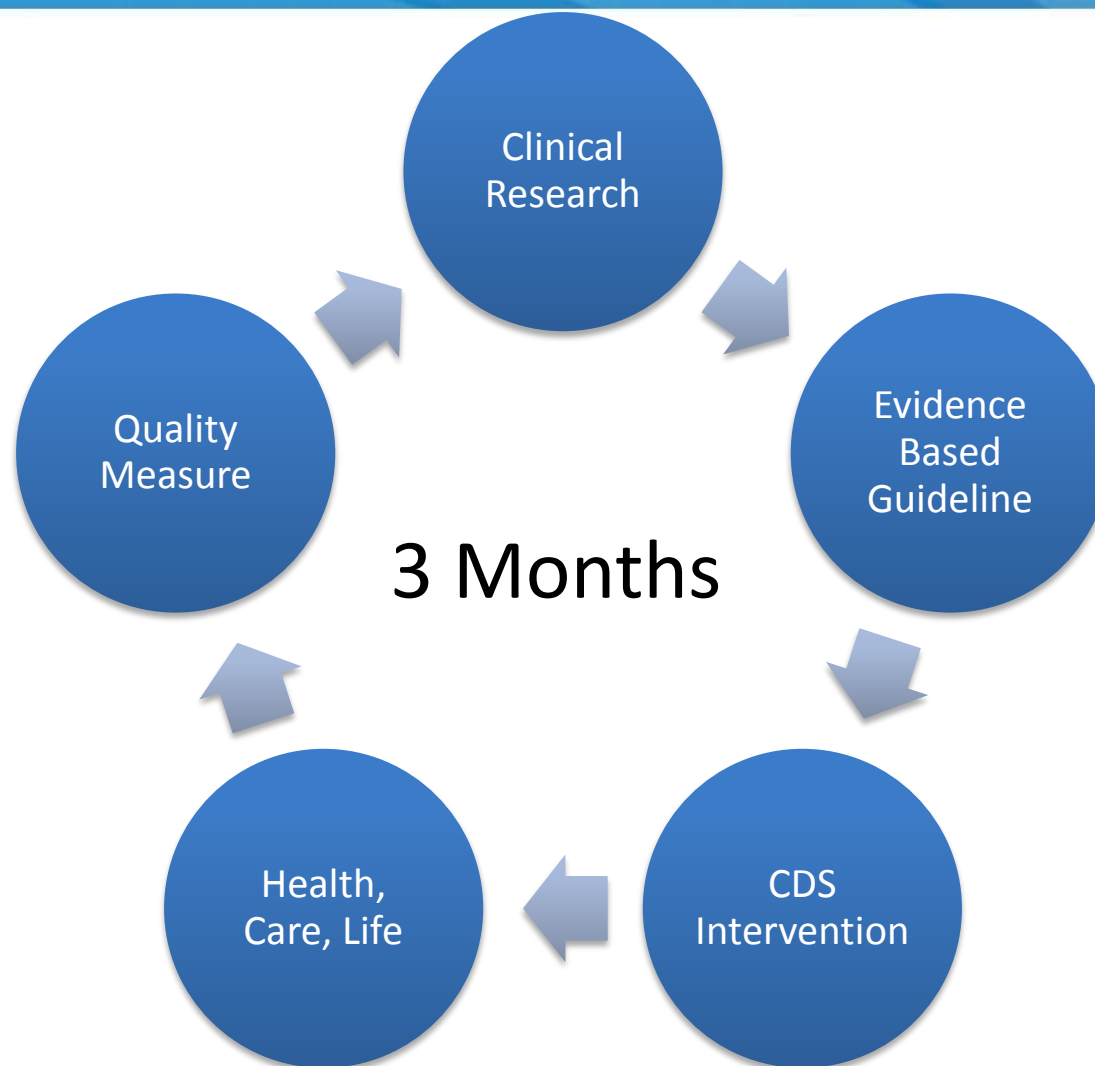 Clinical
Research
Evidence
Based
Guideline
CDS
Intervention
Health,
Care, Life
Quality
Measure
3 Months